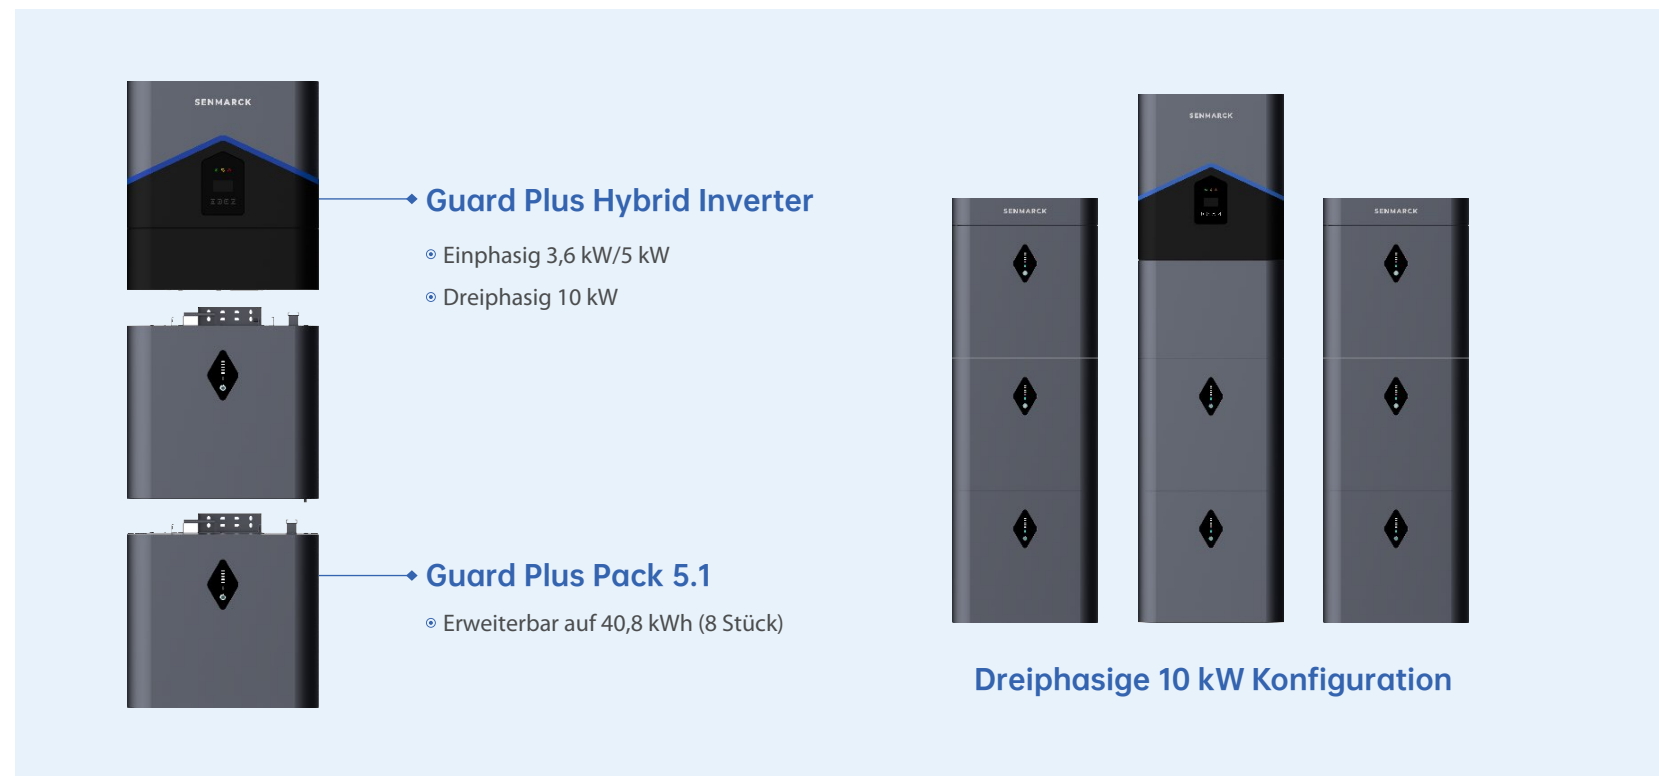 SENMARCK
Guard Plus Hybrid Inverter
Einphasig 3,6 kW/5 kW
Dreiphasig 10 kW
Guard Plus Pack 5.1
Erweiterbar auf 40,8 kWh (8 Stück)
SENMARCK
SENMARCK
SENMARCK
Dreiphasige 10 kW Konfiguration